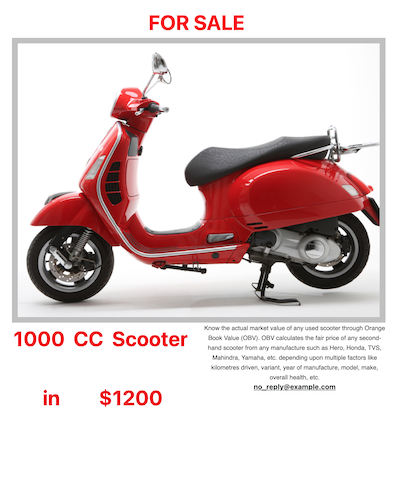 FOR SALE
1000 CC Scooter
in $1200
Know the actual market value of any used scooter through Orange
Book Value (OBV). OBV calculates the fair price of any second-
hand scooter from any manufacture such as Hero, Honda, TVS,
Mahindra, Yamaha, etc. depending upon multiple factors like
kilometres driven, variant, year of manufacture, model, make,
overall health, etc.
no_reply@example.com